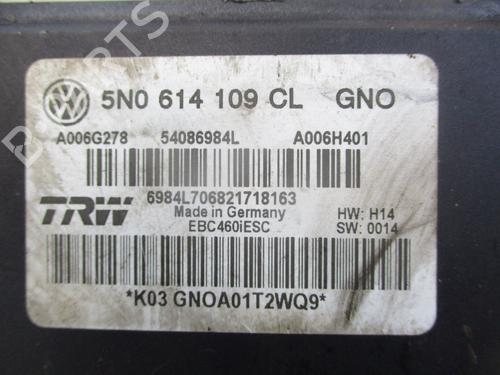 5N0 614 109 CL GNO
A006G278 54086984L A006H401
TRW 6984L706821718163
Made in Germany HW: H14
EBC460iESC SW: 0014
*K03 GNOA01T2WQ9*